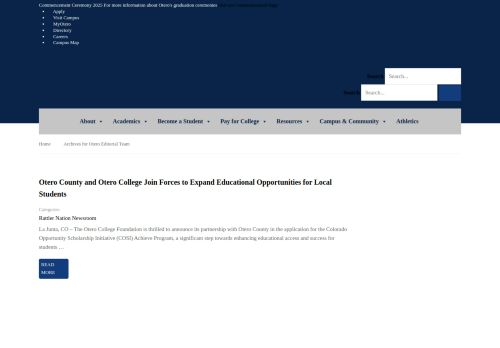 Commencement Ceremony 2025 For more information about Otero's graduation ceremonies
Apply
Visit Campus
MyOtero
Directory
Careers
Campus Map
Search Search...
Search Search...
About Academics Become a Student Pay for College Resources Campus & Community Athletics
Home Archives for Otero Editorial Team
Otero County and Otero College Join Forces to Expand Educational Opportunities for Local
Students
Categories:
Rattler Nation Newsroom
La Junta, CO – The Otero College Foundation is thrilled to announce its partnership with Otero County in the application for the Colorado
Opportunity Scholarship Initiative (COSI) Achieve Program, a significant step towards enhancing educational access and success for
students …
READ
MORE